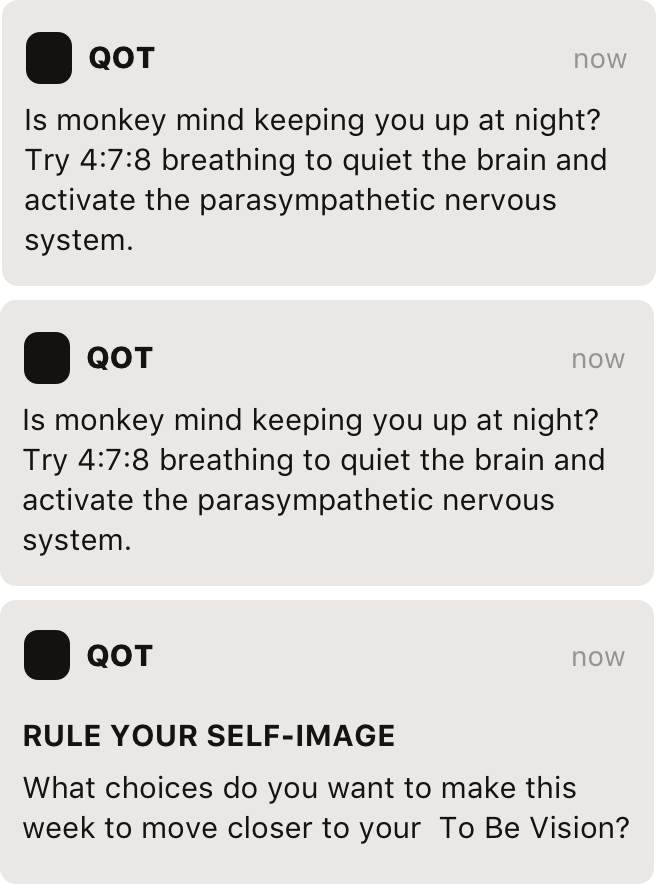 QOT now
Is monkey mind keeping you up at night?
Try 4:7:8 breathing to quiet the brain and
activate the parasympathetic nervous
system.
QOT now
Is monkey mind keeping you up at night?
Try 4:7:8 breathing to quiet the brain and
activate the parasympathetic nervous
system.
QOT now
RULE YOUR SELF-IMAGE
What choices do you want to make this
week to move closer to your  To Be Vision?